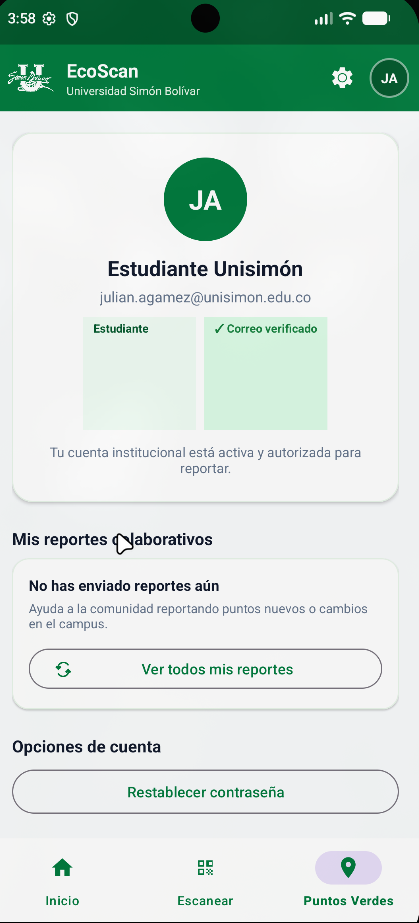 3:58
EcoScan
Universidad Simón Bolívar
JA
JA
Estudiante Unisimón
julian.agamez@unisimon.edu.co
Estudiante
✓ Correo verificado
Tu cuenta institucional está activa y autorizada para
reportar.
Mis reportes colaborativos
No has enviado reportes aún
Ayuda a la comunidad reportando puntos nuevos o cambios
en el campus.
Ver todos mis reportes
Opciones de cuenta
Restablecer contraseña
Inicio
Escanear
Puntos Verdes